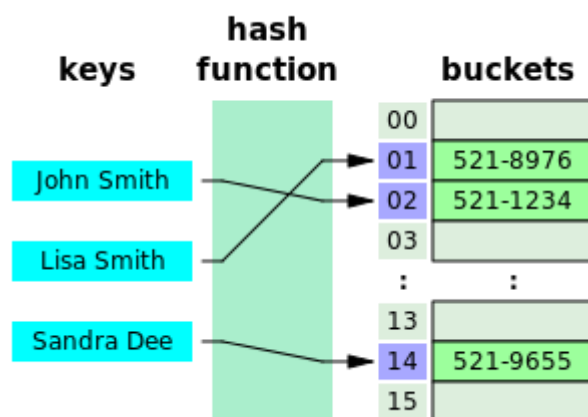 hash
keys function buckets
00
01 521-8976
John Smith
02 521-1234
Lisa Smith
03
: :
13
Sandra Dee
14 521-9655
15